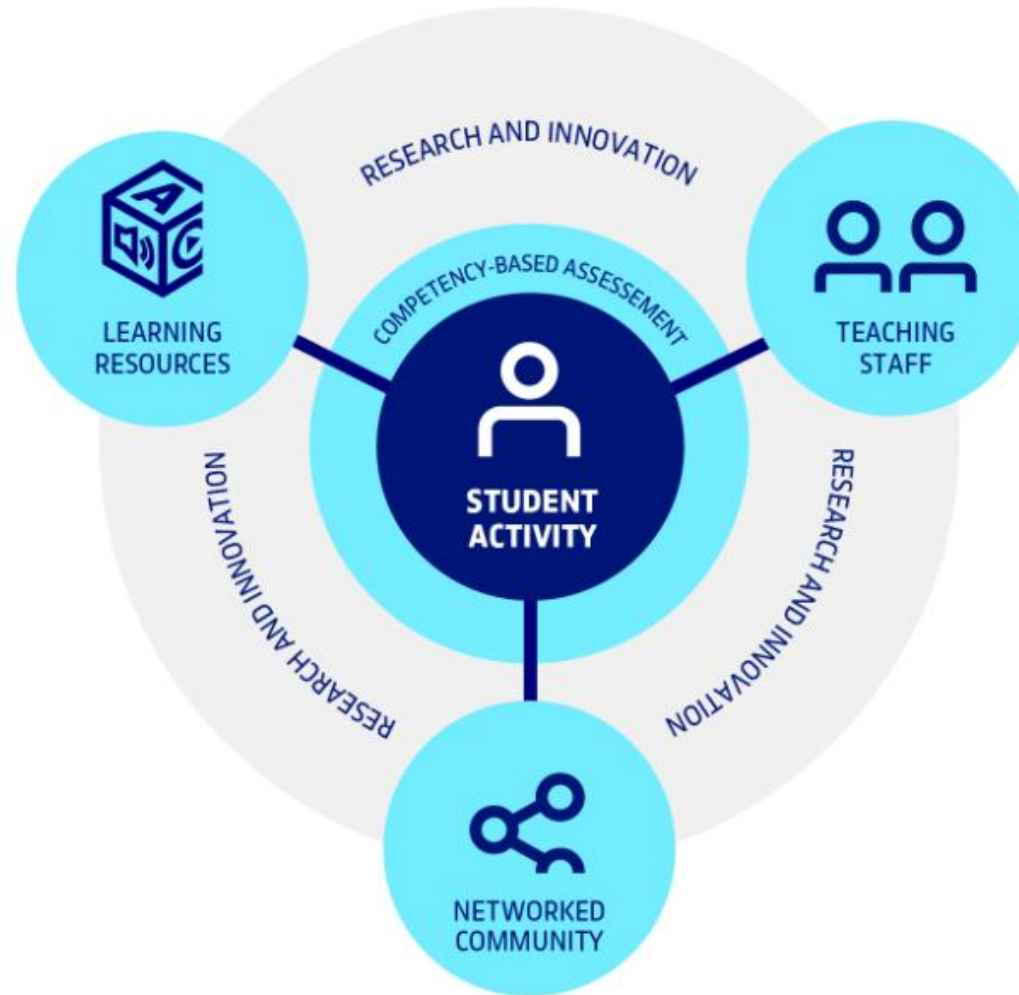 RESEARCH AND INNOVATION
COMPETENCY-BASED ASSESSEMENT
A
LEARNING
RESOURCES
TEACHING
STAFF
STUDENT
ACTIVITY
RESEARCH AND INNOVATION
RESEARCH AND INNOVATION
NETWORKED
COMMUNITY